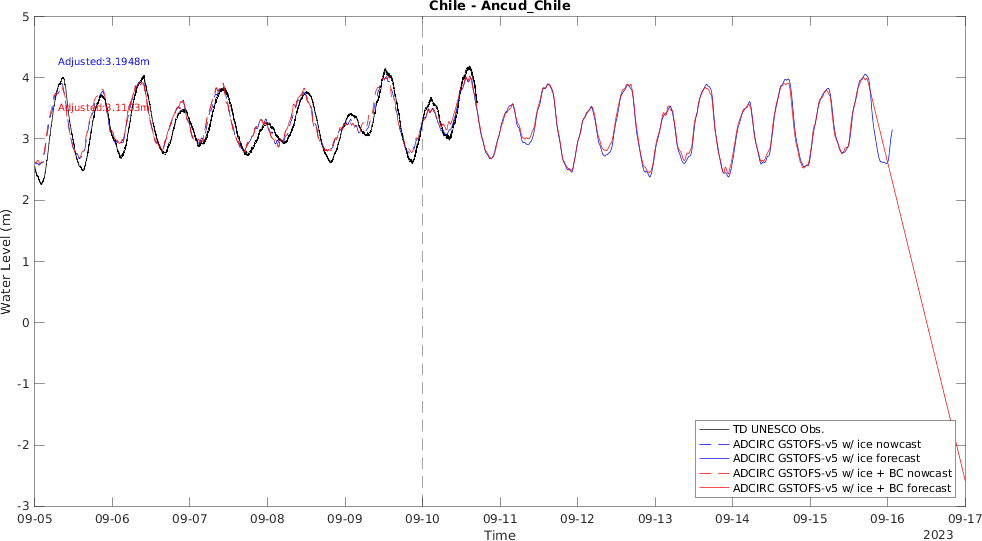 Chile - Ancud_Chile
5
4
3
2
1
0
-1
-2
-3
Water Level (m)
Adjusted:3.1948m
TD UNESCO Obs.
ADCIRC GSTOFS-v5 w/ ice nowcast
ADCIRC GSTOFS-v5 w/ ice forecast
ADCIRC GSTOFS-v5 w/ ice + BC nowcast
ADCIRC GSTOFS-v5 w/ ice + BC forecast
09-05 09-06 09-07 09-08 09-09 09-10 09-11 09-12 09-13 09-14 09-15 09-16 09-17
Time
2023